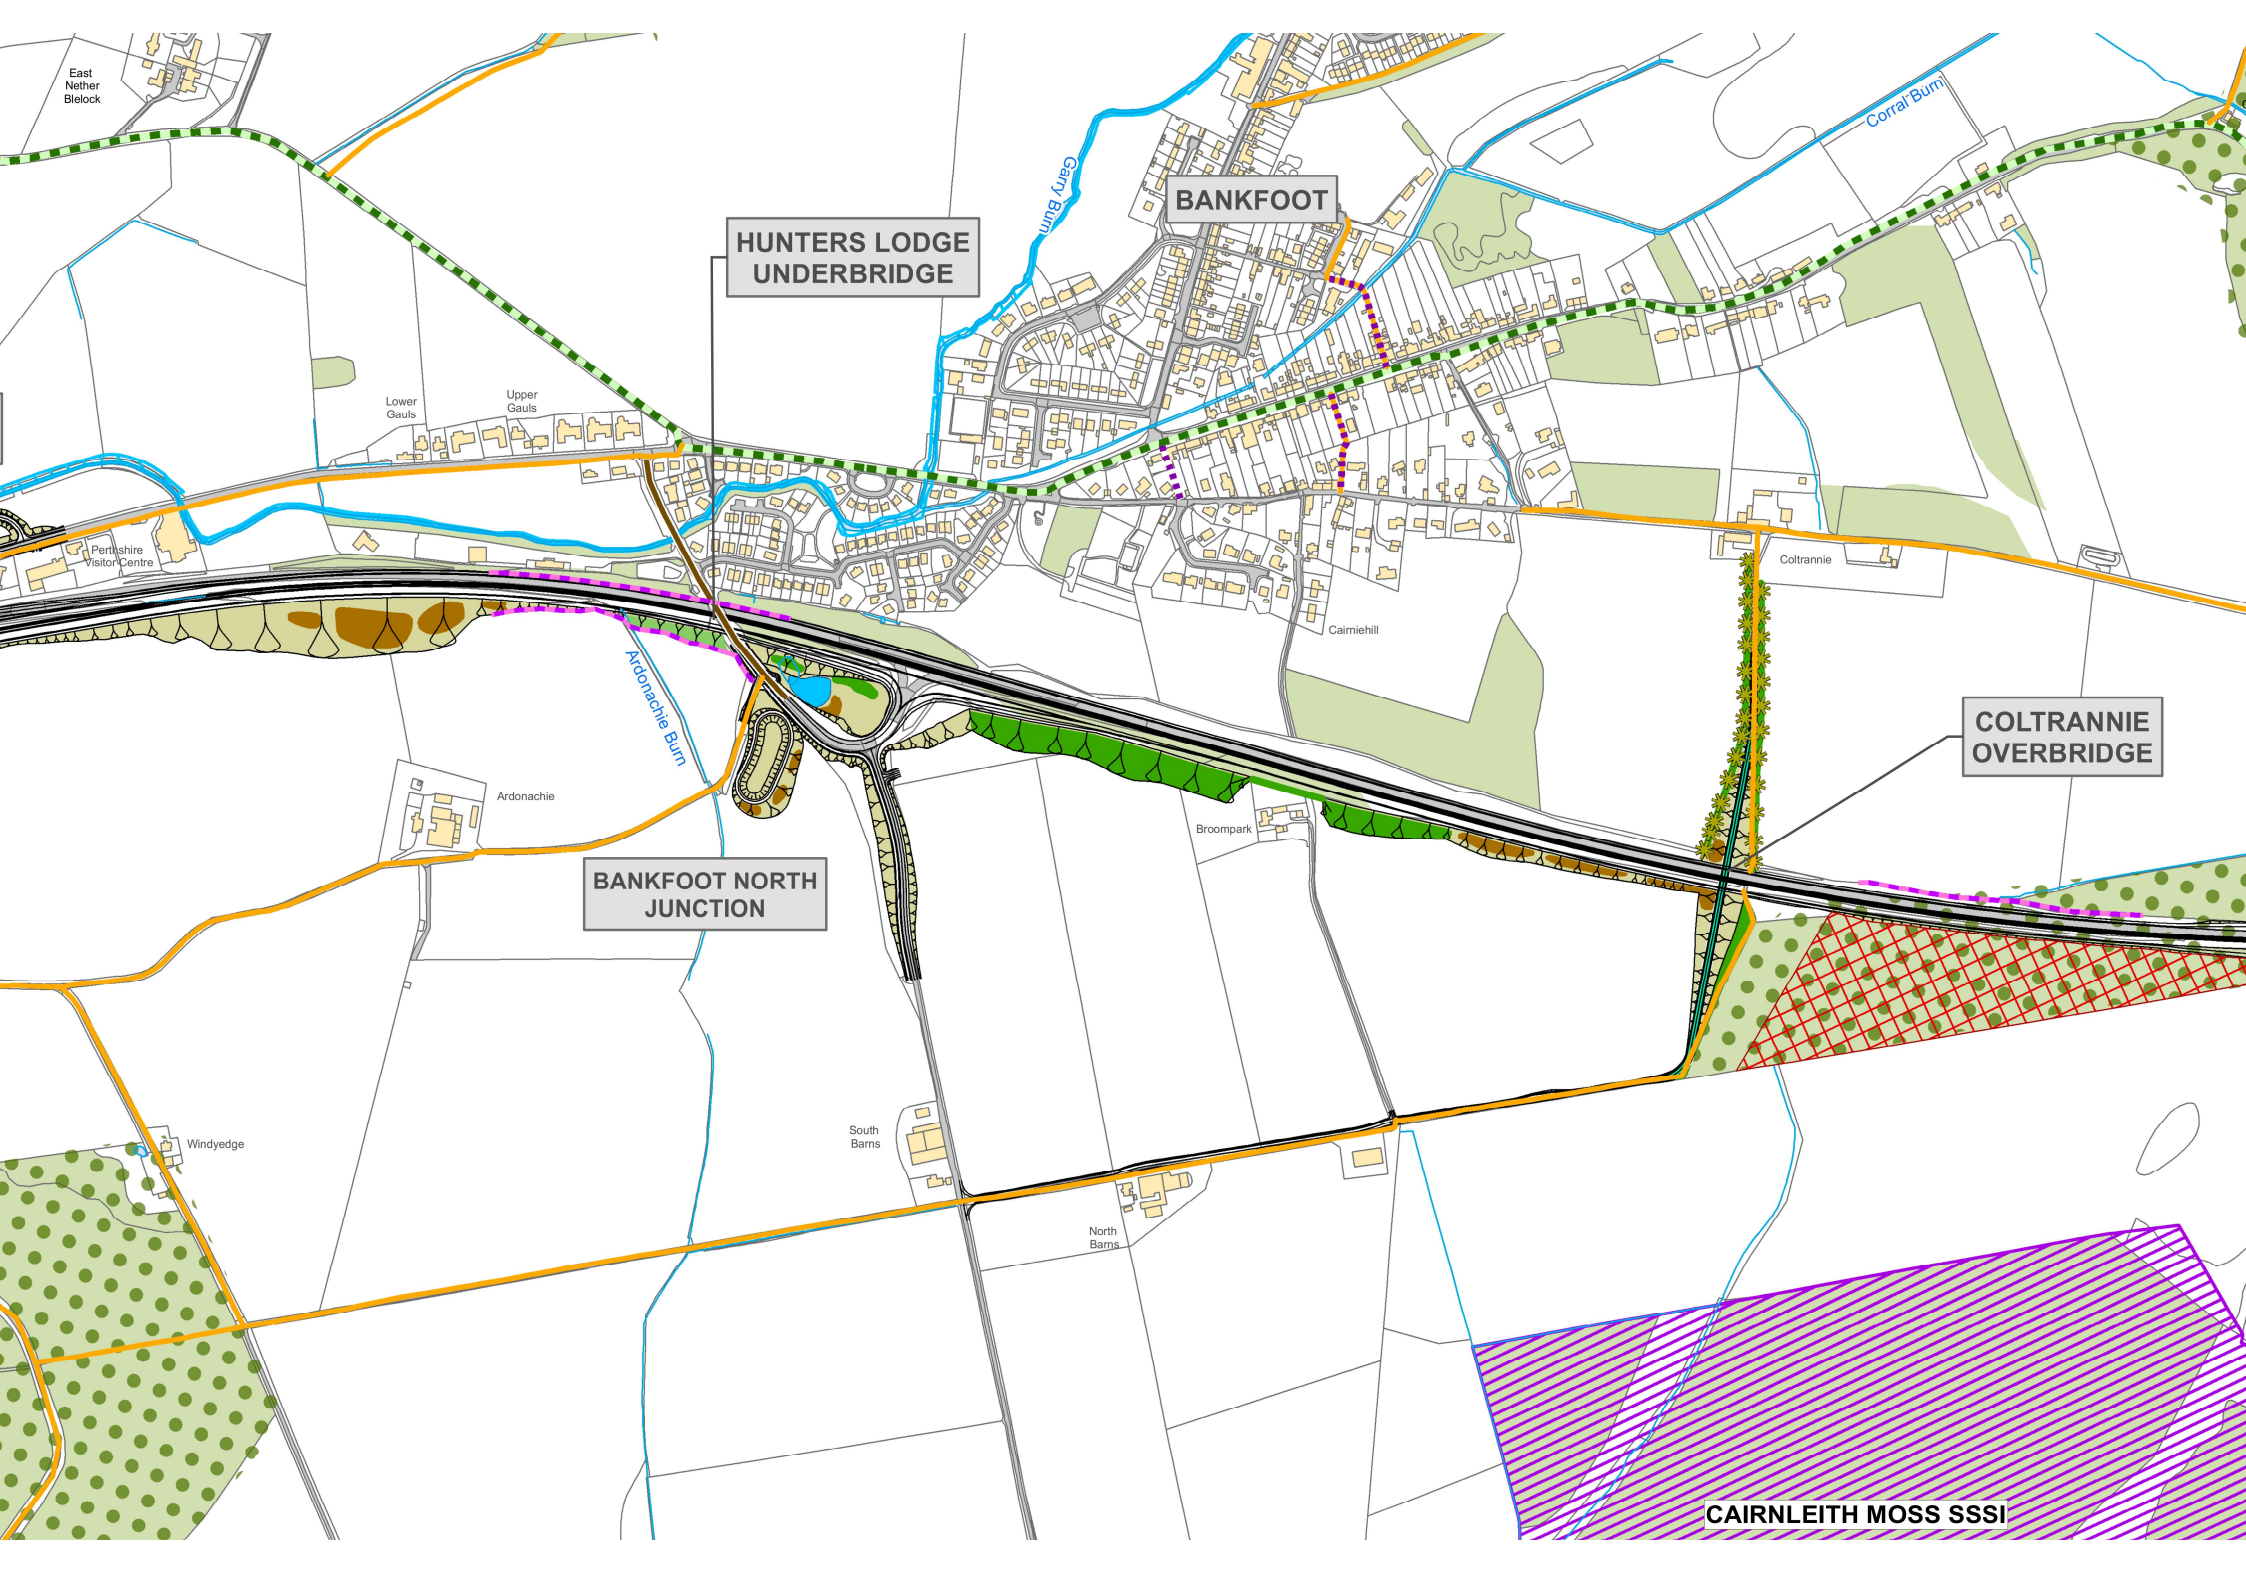 East
Nether
Blelock
Garry Burn
Corral Burn
BANKFOOT
HUNTERS LODGE
UNDERBRIDGE
Lower
Gauls
Upper
Gauls
Perthshire
Visitor Centre
Coltrannie
Cairniehill
Ardonachie Burn
COLTRANNIE
OVERBRIDGE
Ardonachie
Broompark
BANKFOOT NORTH
JUNCTION
South
Barns
Windyedge
North
Barns
CAIRNLEITH MOSS SSSI